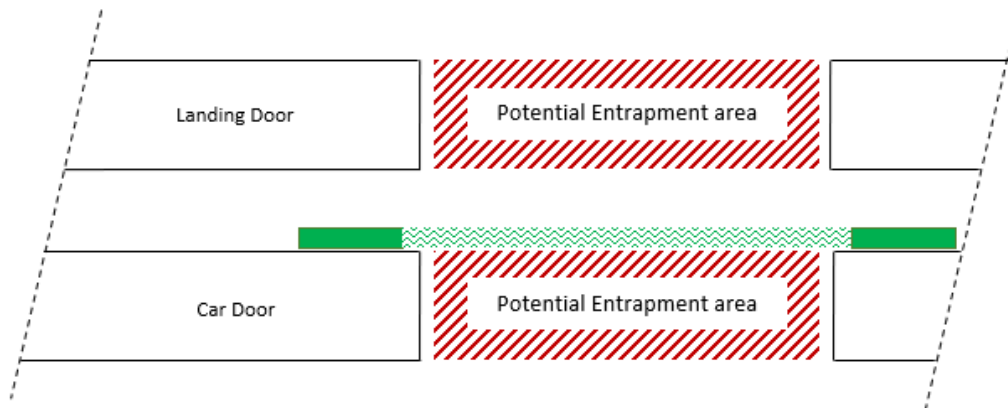 Landing Door
Potential Entrapment area
Car Door
Potential Entrapment area